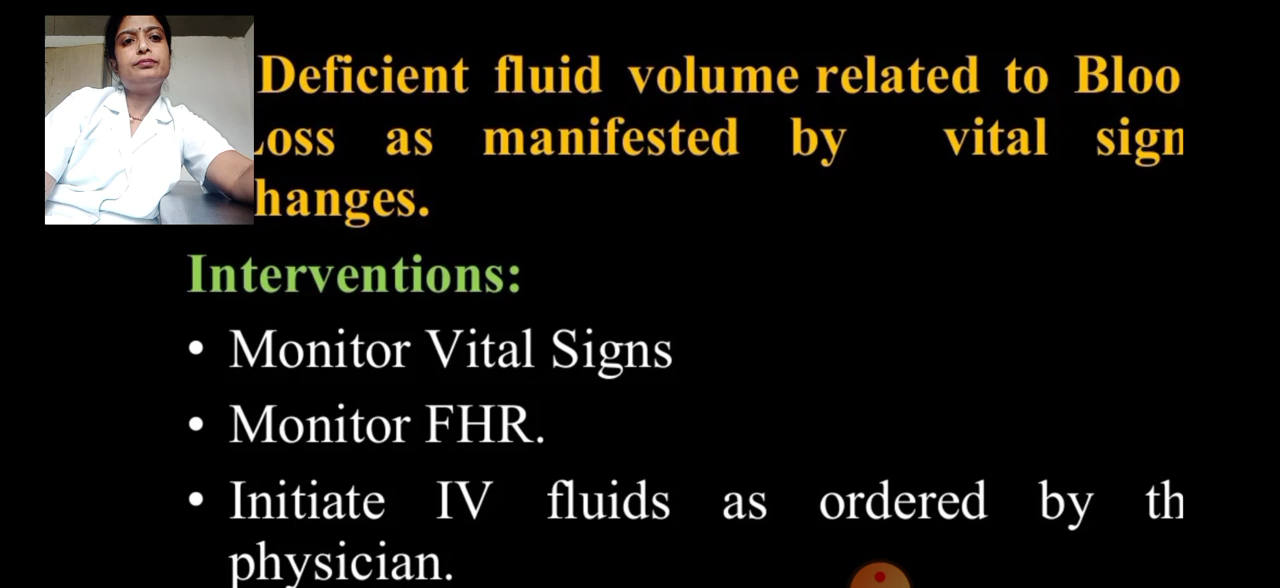 Deficient fluid volume related to Bloo
oss as manifested by vital sign
hanges.
Interventions:
• Monitor Vital Signs
• Monitor FHR.
• Initiate IV fluids as ordered by th
physician.